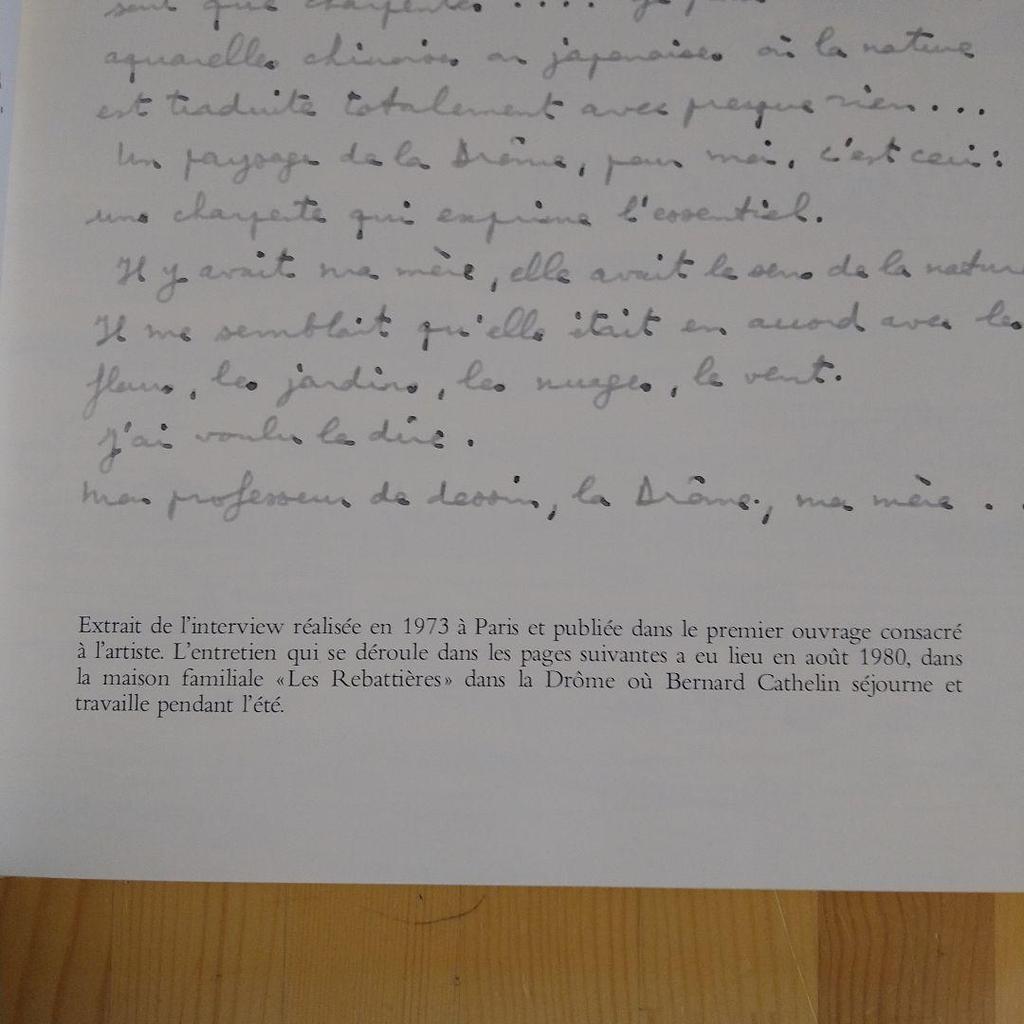 sont que charpentes ....
aquarelles chinoises ou japonaises où la nature
est traduite totalement avec presque rien ...
Un paysage de la Drôme, pour moi, c'est ceci :
une charpente qui exprime l'essentiel.
Il y avait ma mère, elle avait le sens de la nature
Il me semblait qu'elle était en accord avec les
fleurs, les jardins, les nuages, le vent.
J'ai voulu le dire.
Mon professeur de dessin, la Drôme, ma mère ..
Extrait de l'interview réalisée en 1973 à Paris et publiée dans le premier ouvrage consacré
à l'artiste. L'entretien qui se déroule dans les pages suivantes a eu lieu en août 1980, dans
la maison familiale «Les Rebattières» dans la Drôme où Bernard Cathelin séjourne et
travaille pendant l'été.